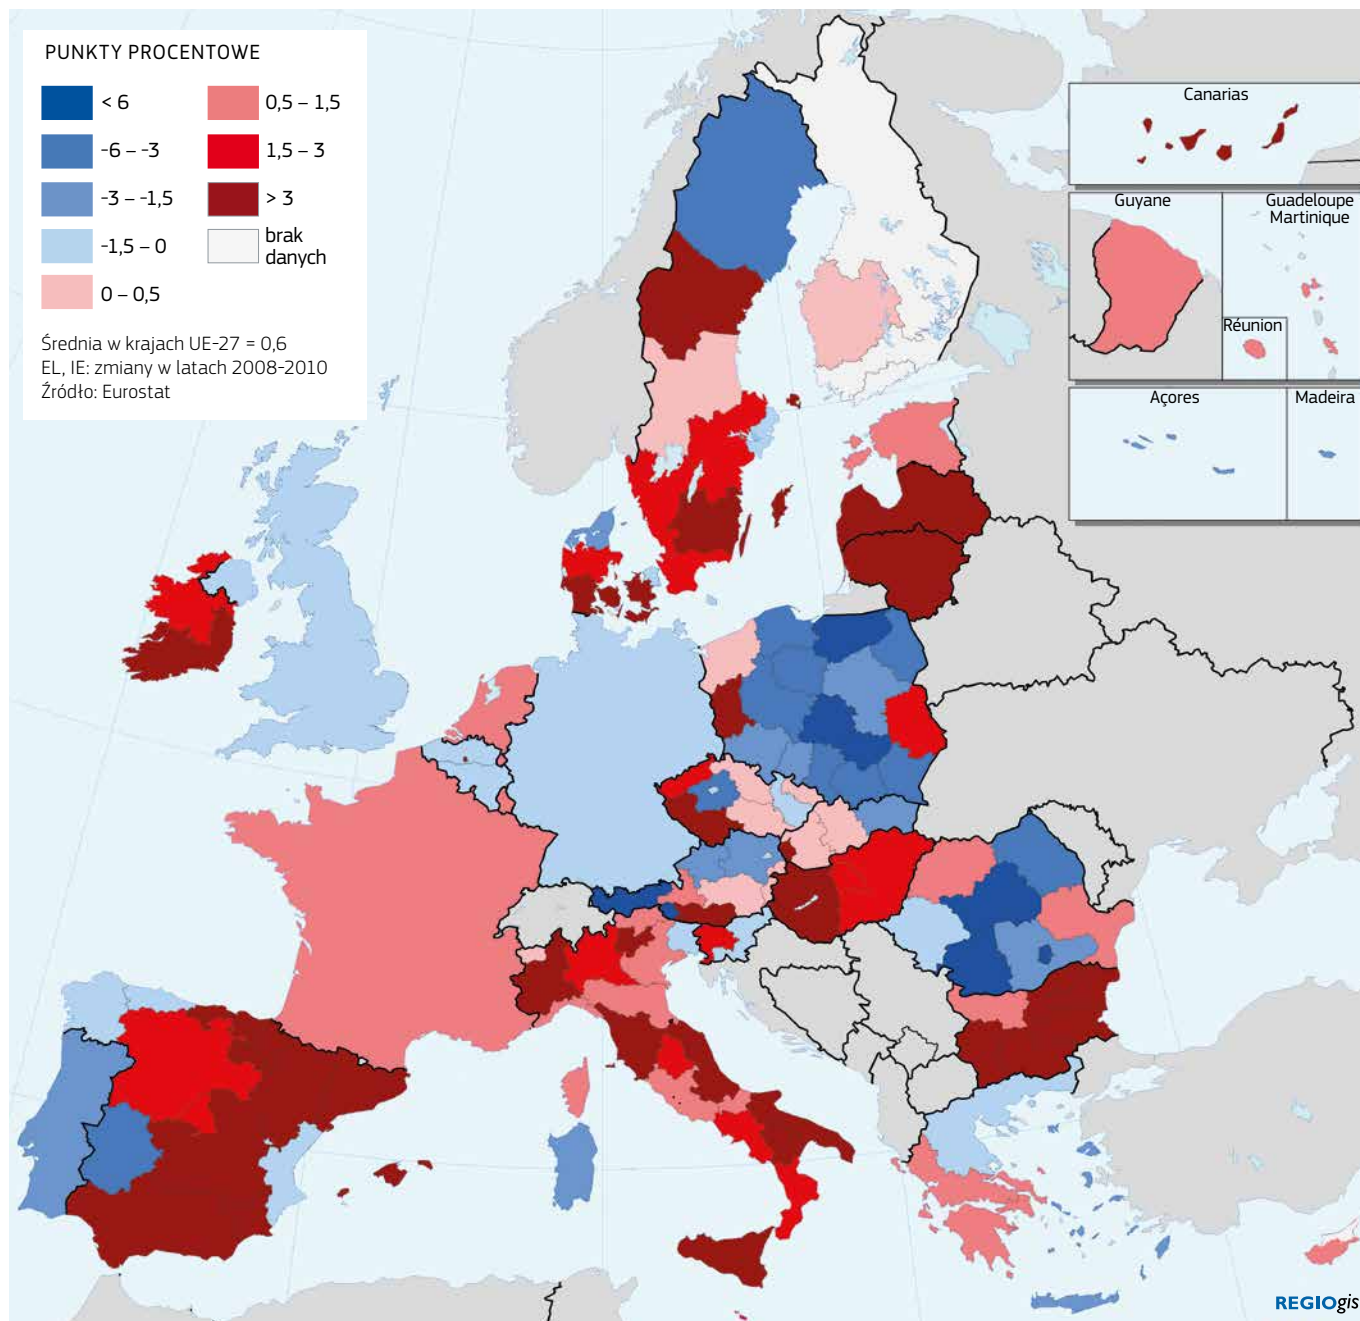 PUNKTY PROCENTOWE
< 6
-6 – -3
-3 – -1,5
-1,5 – 0
0 – 0,5
0,5 – 1,5
1,5 – 3
> 3
brak
danych
Średnia w krajach UE-27 = 0,6
EL, IE: zmiany w latach 2008-2010
Źródło: Eurostat
Canarias
Guyane
Guadeloupe
Martinique
Réunion
Açores
Madeira
REGIOgis